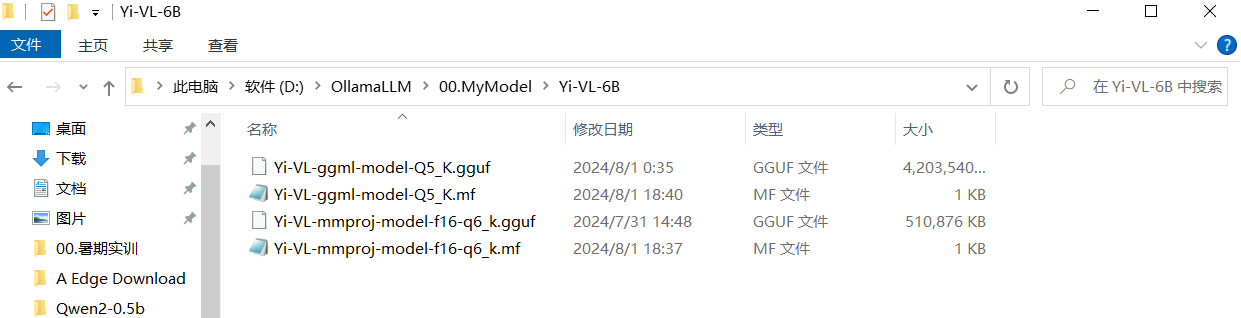 Yi-VL-6B
文件 主页 共享 查看
此电脑 软件 (D:) OllamaLLM 00.MyModel Yi-VL-6B 在 Yi-VL-6B 中搜索
桌面
下载
文档
图片
00.暑期实训
A Edge Download
Qwen2-0.5b
名称 修改日期 类型 大小
Yi-VL-ggml-model-Q5_K.gguf 2024/8/1 0:35 GGUF 文件 4,203,540...
Yi-VL-ggml-model-Q5_K.mf 2024/8/1 18:40 MF 文件 1 KB
Yi-VL-mmproj-model-f16-q6_k.gguf 2024/7/31 14:48 GGUF 文件 510,876 KB
Yi-VL-mmproj-model-f16-q6_k.mf 2024/8/1 18:37 MF 文件 1 KB